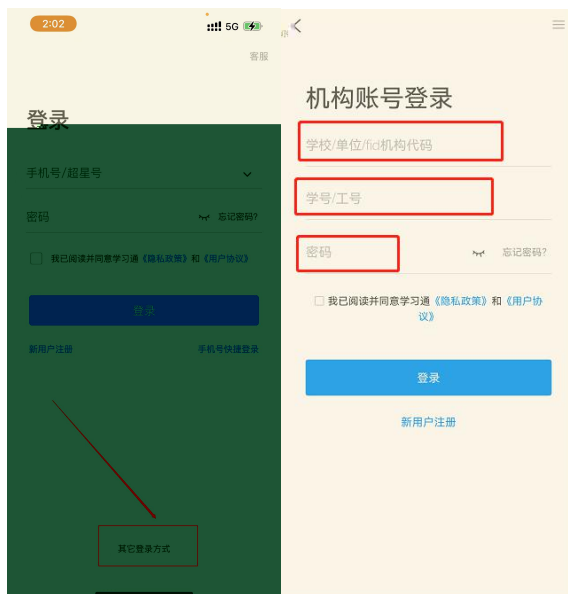 2:02
5G
客服
登录
手机号/超星号
密码
忘记密码?
我已阅读并同意学习通《隐私政策》和《用户协议》
登录
新用户注册
手机号快捷登录
其它登录方式
机构账号登录
学校/单位/fid机构代码
学号/工号
密码
忘记密码?
我已阅读并同意学习通《隐私政策》和《用户协
议》
登录
新用户注册